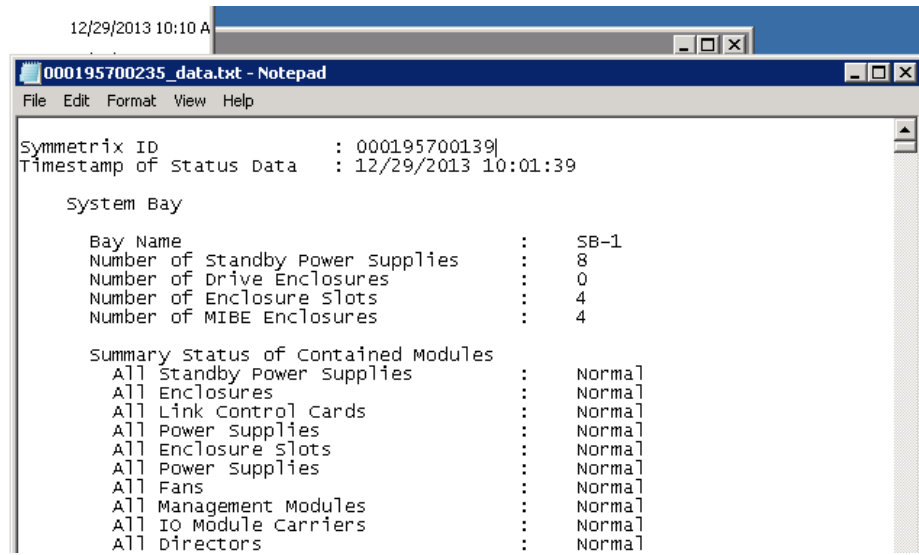 12/29/2013 10:10 A
000195700235_data.txt - Notepad
File Edit Format View Help
Symmetrix ID : 000195700139
Timestamp of Status Data : 12/29/2013 10:01:39
System Bay
Bay Name : SB-1
Number of Standby Power Supplies : 8
Number of Drive Enclosures : 0
Number of Enclosure Slots : 4
Number of MIBE Enclosures : 4
Summary Status of Contained Modules
All Standby Power Supplies : Normal
All Enclosures : Normal
All Link Control Cards : Normal
All Power Supplies : Normal
All Enclosure Slots : Normal
All Power Supplies : Normal
All Fans : Normal
All Management Modules : Normal
All IO Module Carriers : Normal
All Directors : Normal